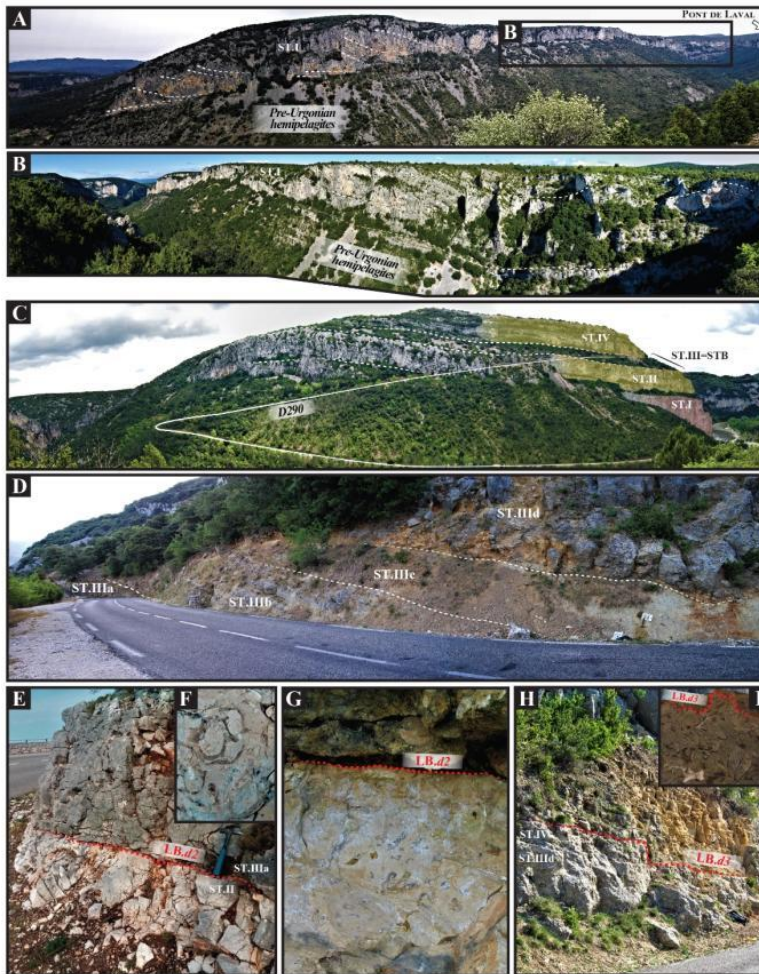 A
PONT DE LAVAL
B
ST.I
Pre-Urgonian
hemipelagites
B
Pre-Urgonian
hemipelagites
C
ST.IV
ST.III=STB
ST.II
ST.I
D290
D
ST.IIId
ST.IIIc
ST.IIIa
ST.IIIb
E
F
LB.d2
ST.IIIa
ST.II
G
LB.d2
H
I
LB.d3
ST.IV
ST.IIId
LB.d3